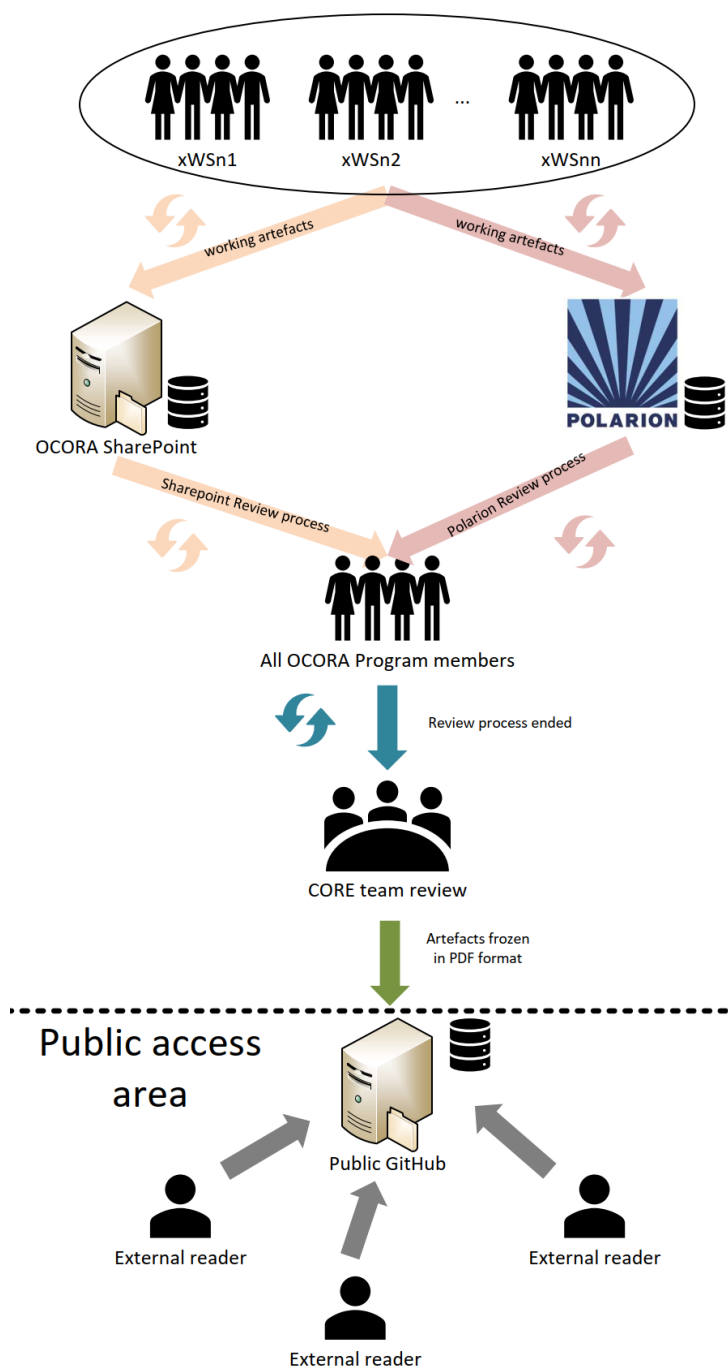 ...
xWSn1
xWSn2
xWSnn
working artefacts
working artefacts
POLARION
OCORA SharePoint
Sharepoint Review process
Polarion Review process
All OCORA Program members
Review process ended
CORE team review
Artefacts frozen
in PDF format
Public access
area
Public GitHub
External reader
External reader
External reader